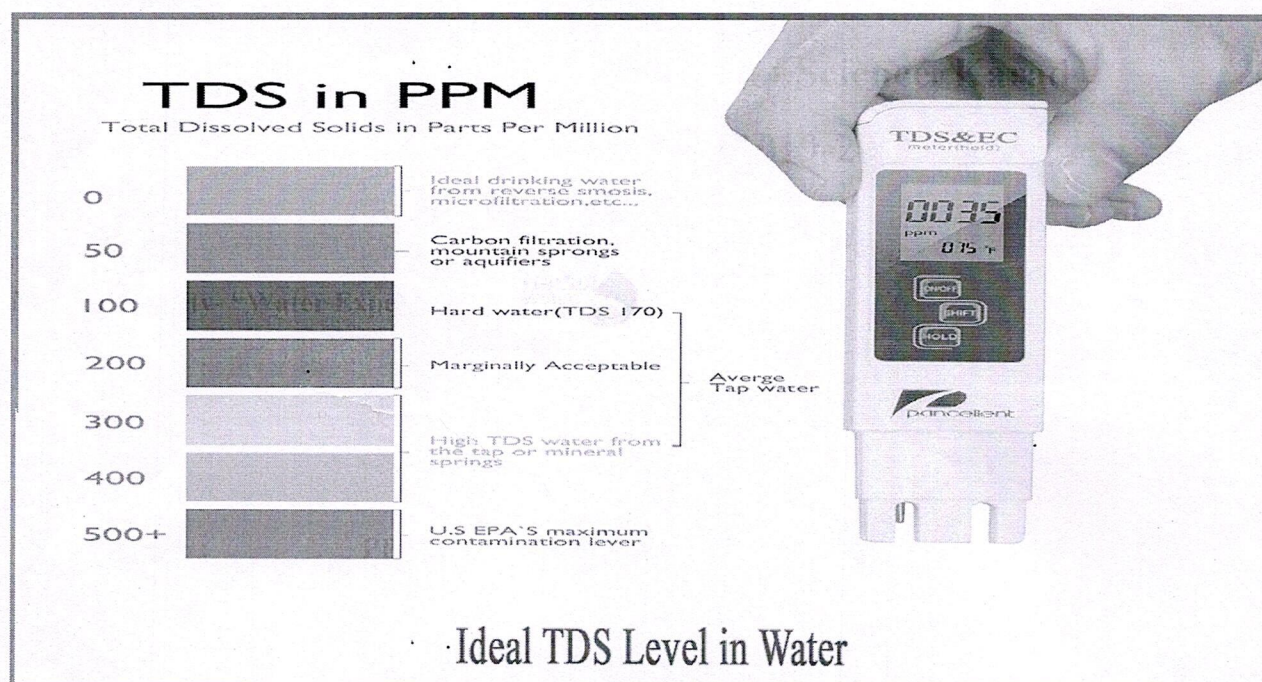 TDS in PPM
Total Dissolved Solids in Parts Per Million
0
Ideal drinking water
from reverse smosis,
microfiltration,etc...
50
Carbon filtration,
mountain sprongs
or aquifiers
100
Hard water(TDS 170)
200
Marginally Acceptable
Averge
Tap water
300
High TDS water from
the tap or mineral
springs
400
500+
U.S EPA`S maximum
contamination lever
TDS&EC
meter(hold)
0035
ppm
075 °F
ON/OFF
SHIFT
HOLD
pancellent
Ideal TDS Level in Water